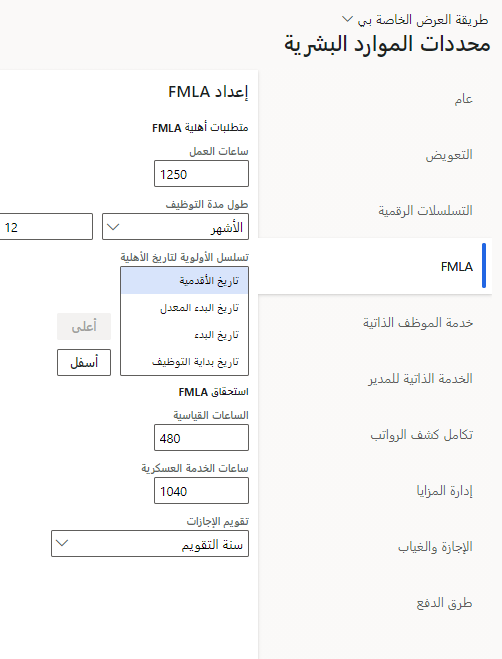 طريقة العرض الخاصة بي
محددات الموارد البشرية
عام
التعويض
التسلسلات الرقمية
FMLA
خدمة الموظف الذاتية
الخدمة الذاتية للمدير
تكامل كشف الرواتب
إدارة المزايا
الإجازة والغياب
طرق الدفع
إعداد FMLA
متطلبات أهلية FMLA
ساعات العمل
1250
طول مدة التوظيف
الأشهر 12
تسلسل الأولوية لتاريخ الأهلية
تاريخ الأقدمية
تاريخ البدء المعدل
تاريخ البدء
تاريخ بداية التوظيف
أعلى
أسفل
استحقاق FMLA
الساعات القياسية
480
ساعات الخدمة العسكرية
1040
تقويم الإجازات
سنة التقويم